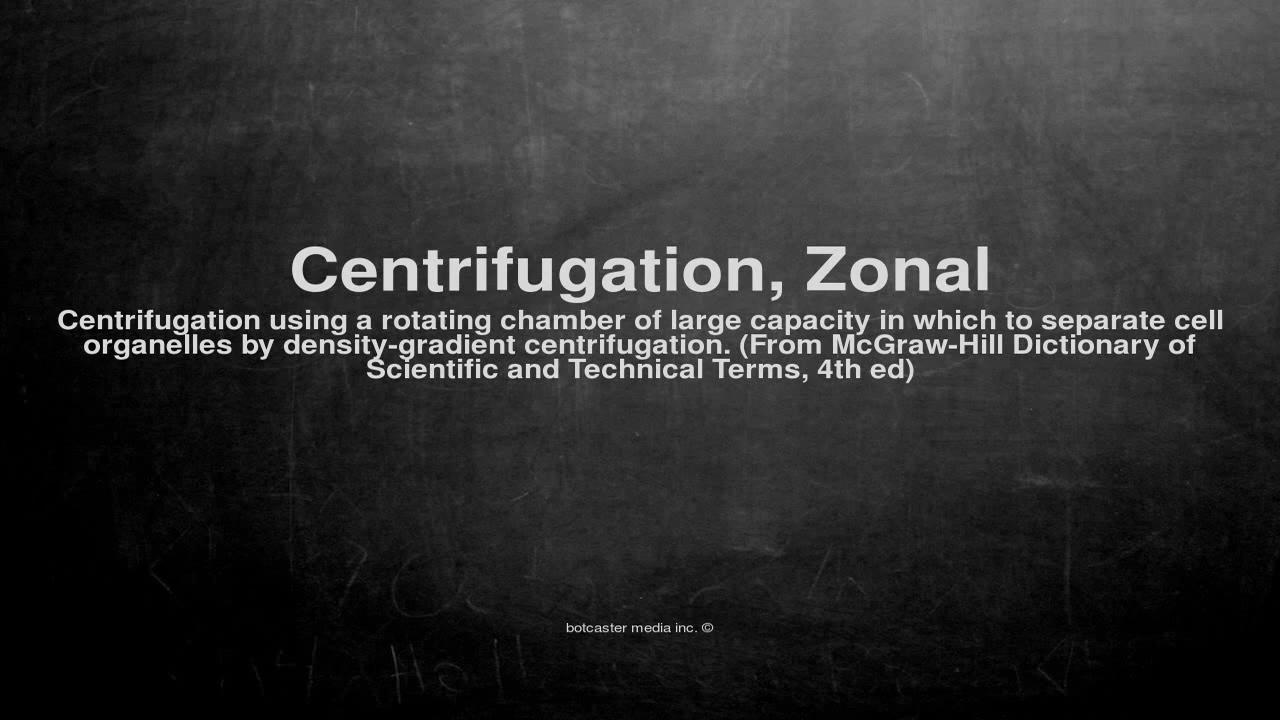 Centrifugation, Zonal
Centrifugation using a rotating chamber of large capacity in which to separate cell
organelles by density-gradient centrifugation. (From McGraw-Hill Dictionary of
Scientific and Technical Terms, 4th ed)
botcaster media inc. ©